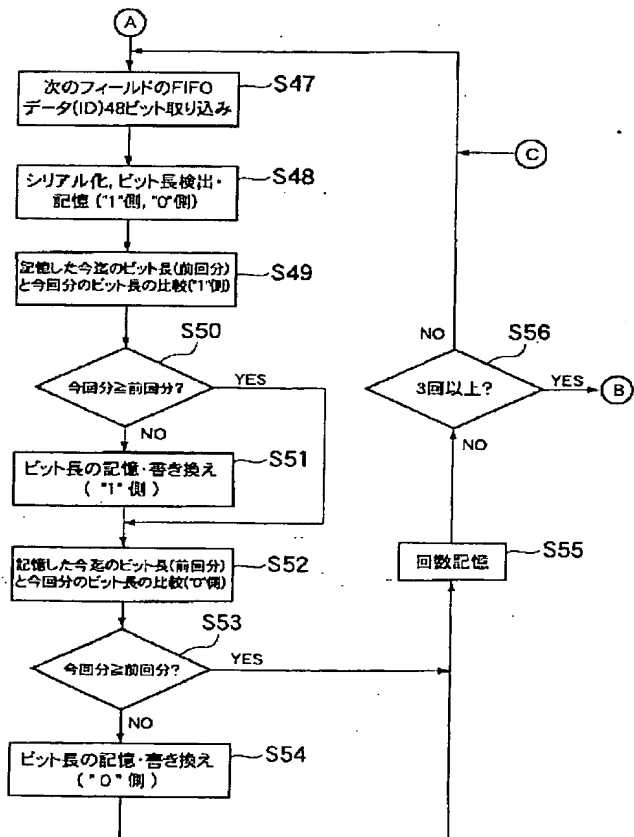 A
次のフィールドのFIFO
データ(ID)48ビット取り込み
S47
C
シリアル化,ビット長検出・
記憶("1"側,"0"側)
S48
記憶した今迄のビット長(前回分)
と今回分のビット長の比較("1"側)
S49
S50
今回分≧前回分?
YES
NO
NO
S56
3回以上?
YES
B
NO
ビット長の記憶・書き換え
("1"側)
S51
記憶した今迄のビット長(前回分)
と今回分のビット長の比較("0"側)
S52
回数記憶
S55
S53
今回分≧前回分?
YES
NO
ビット長の記憶・書き換え
("0"側)
S54